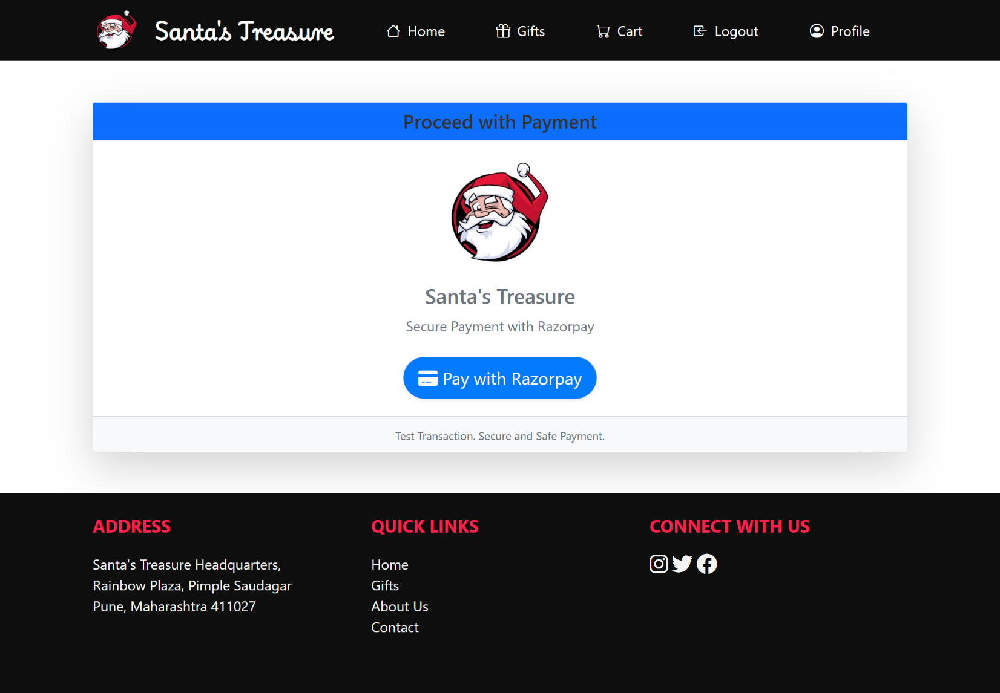 Santa's Treasure
Home
Gifts
Cart
Logout
Profile
Proceed with Payment
Santa's Treasure
Secure Payment with Razorpay
Pay with Razorpay
Test Transaction. Secure and Safe Payment.
ADDRESS
Santa's Treasure Headquarters,
Rainbow Plaza, Pimple Saudagar
Pune, Maharashtra 411027
QUICK LINKS
Home
Gifts
About Us
Contact
CONNECT WITH US